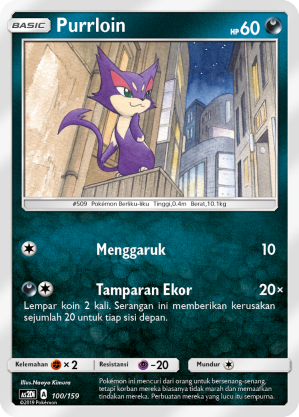 BASIC Purrloin HP60
#509 Pokémon Berliku-liku Tinggi,0.4m Berat,10.1kg
Menggaruk 10
Tamparan Ekor 20×
Lempar koin 2 kali. Serangan ini memberikan kerusakan
sejumlah 20 untuk tiap sisi depan.
Kelemahan ×2 Resistansi -20 Mundur
Illus.Naoyo Kimura
AS2Di A 100/159
©2019 Pokémon
Pokémon ini mencuri dari orang untuk bersenang-senang,
tetapi korban mereka biasanya tidak marah dan memaafkan
tindakan mereka. Perbuatan mereka yang lucu itu menghibur.